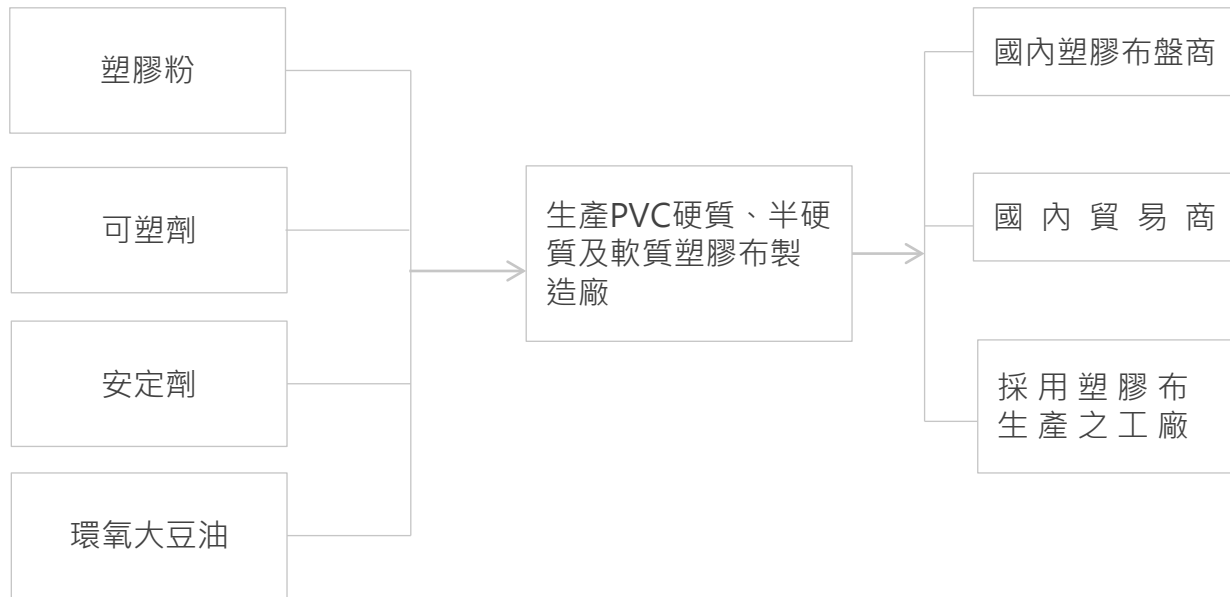 塑膠粉
可塑劑
安定劑
環氧大豆油
生產PVC硬質、半硬
質及軟質塑膠布製
造廠
國內塑膠布盤商
國內貿易商
採用塑膠布
生產之工廠